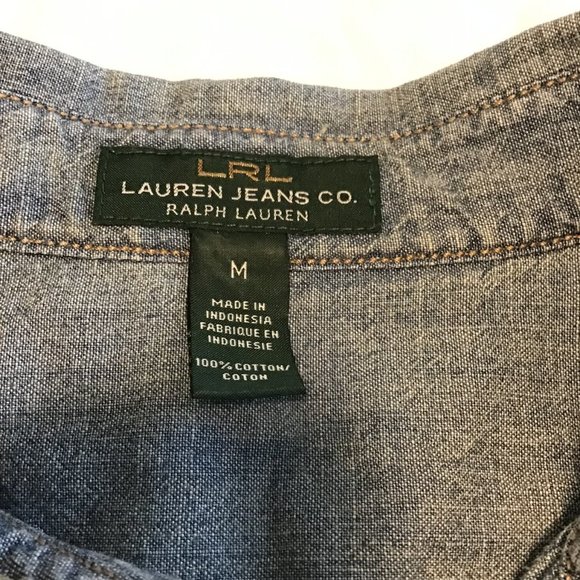 LRL
LAUREN JEANS CO.
RALPH LAUREN
M
MADE IN
INDONESIA
FABRIQUE EN
INDONESIE
100% COTTON/
COTON